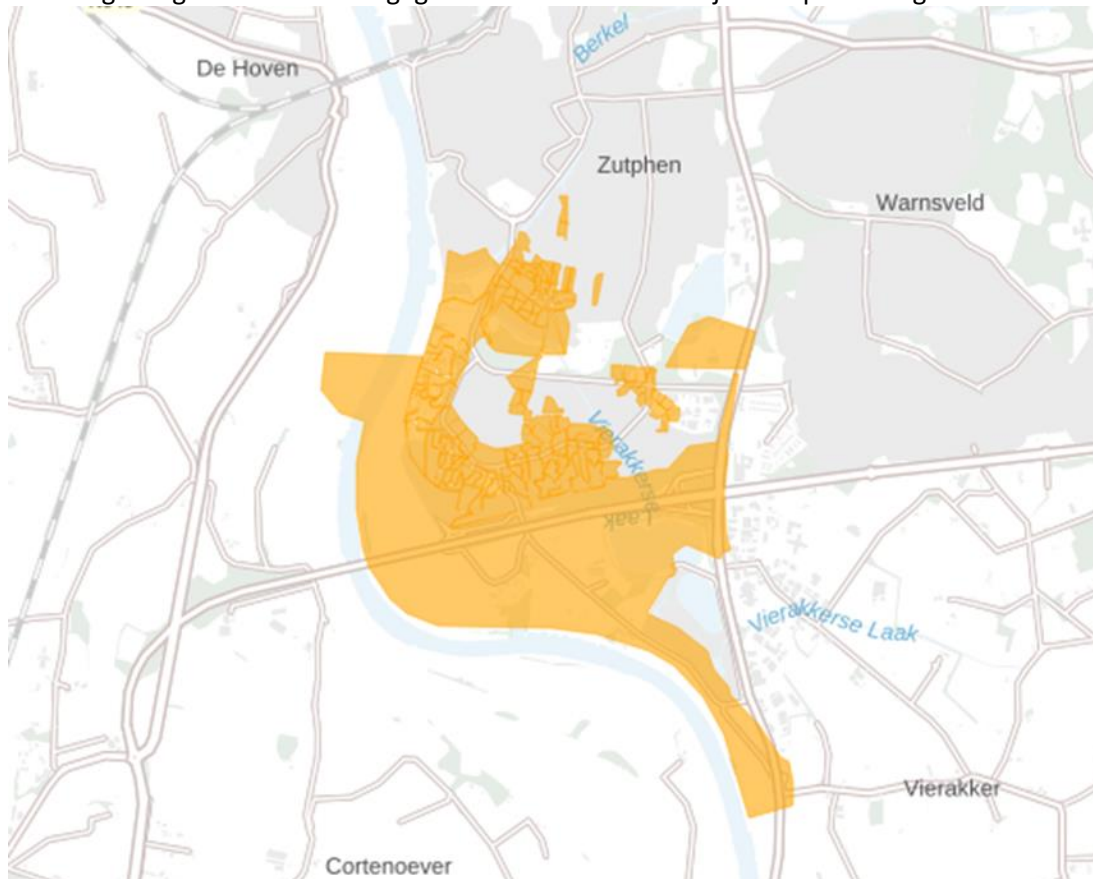 Berkel
De Hoven
Zutphen
Warnsveld
Vierakkerse
Laak
Vierakkerse Laak
Vierakker
Cortenoever